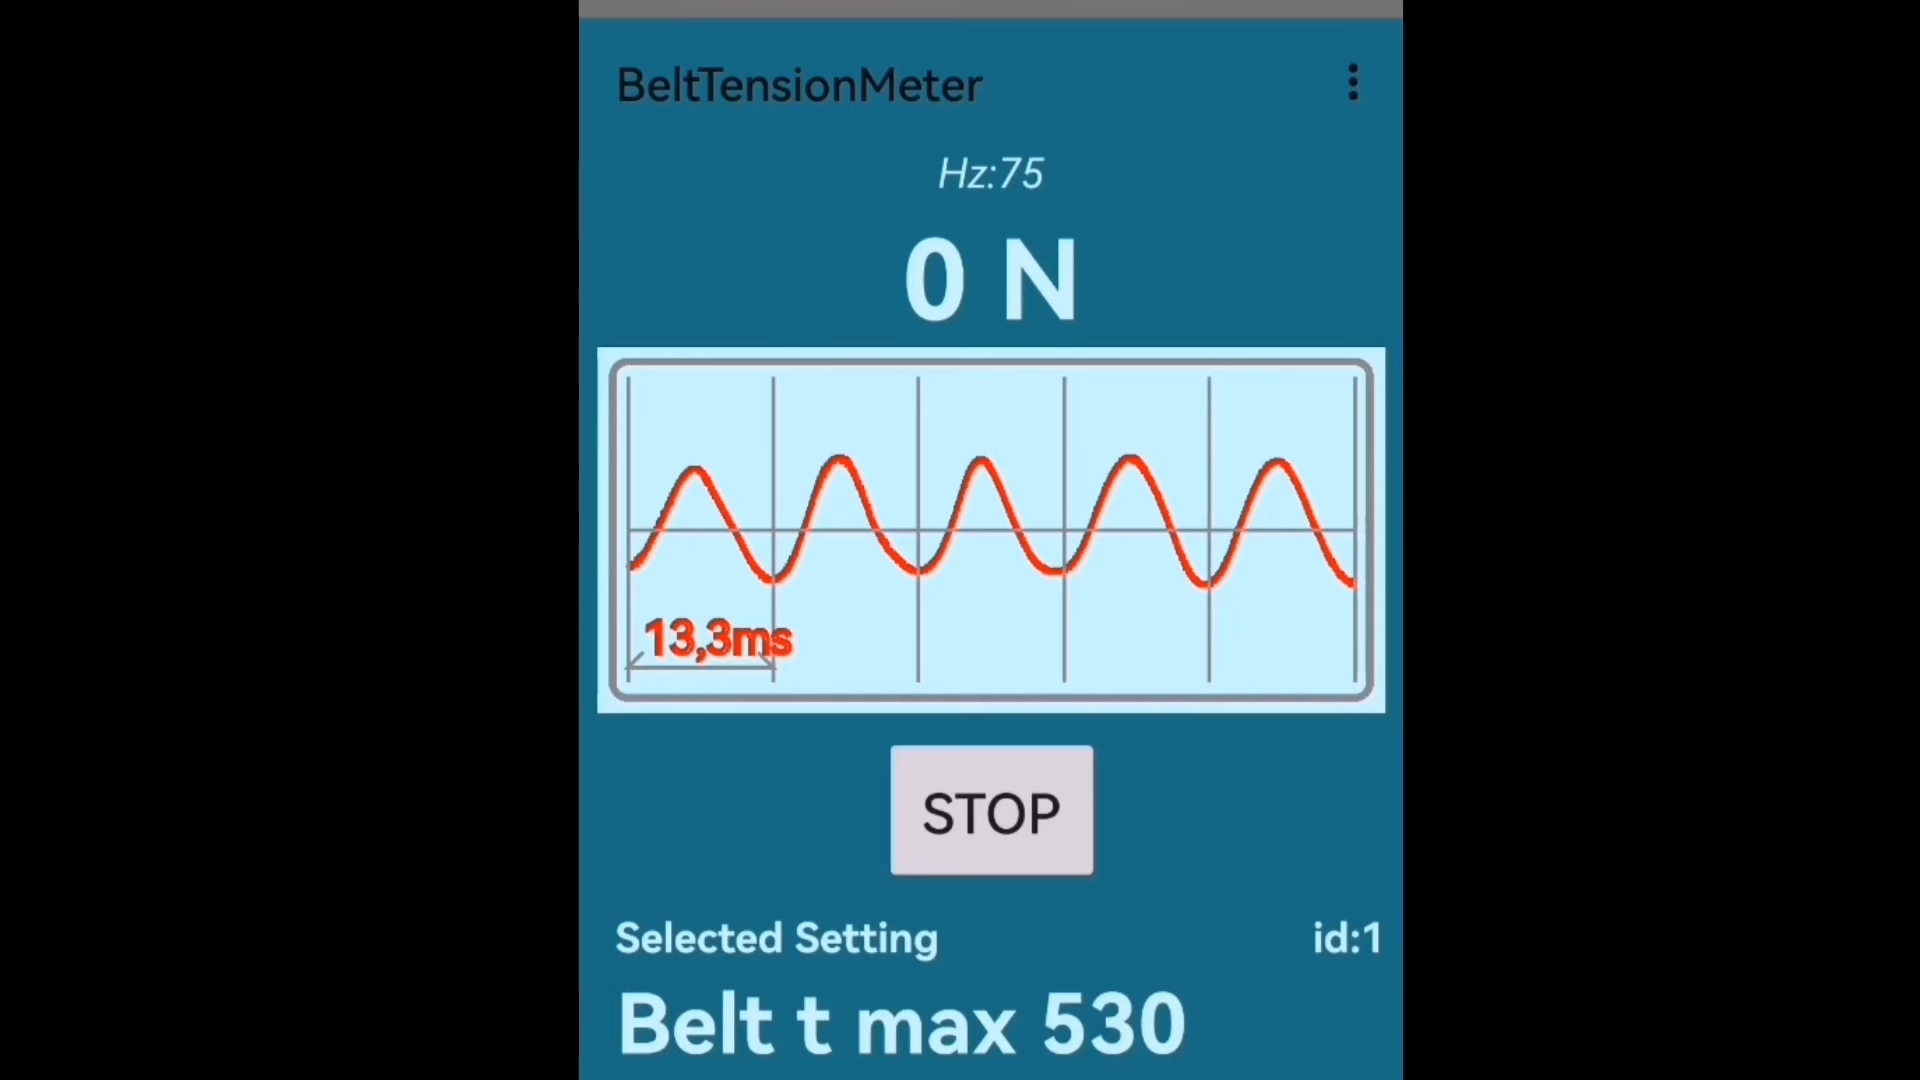 BeltTensionMeter
Hz:75
0 N
13,3ms
STOP
Selected Setting id:1
Belt t max 530